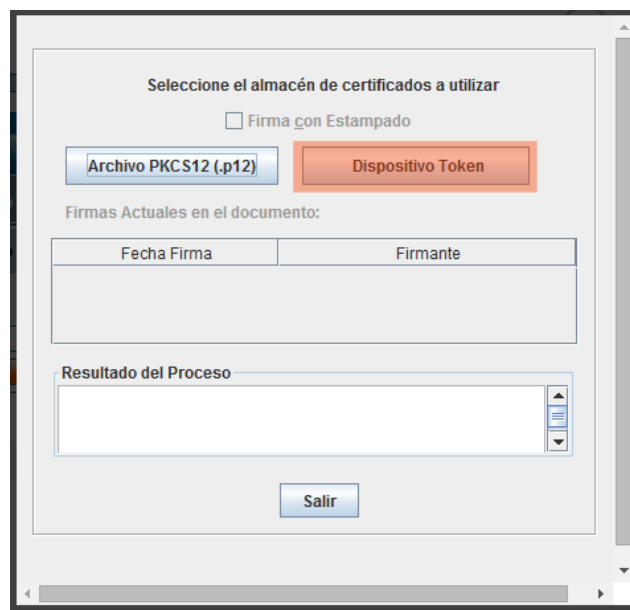 Seleccione el almacén de certificados a utilizar
Firma con Estampado
Archivo PKCS12 (.p12) Dispositivo Token
Firmas Actuales en el documento:
Fecha Firma Firmante
Resultado del Proceso
Salir